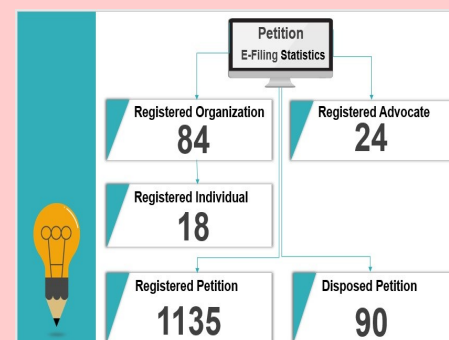 Petition
E-Filing Statistics
Registered Organization
84
Registered Advocate
24
Registered Individual
18
Registered Petition
1135
Disposed Petition
90